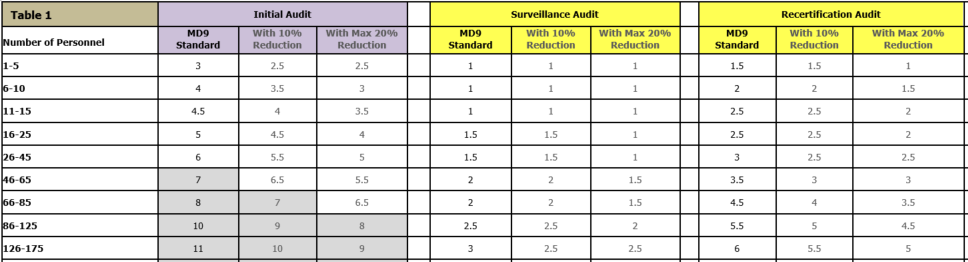 Table 1 Initial Audit Surveillance Audit Recertification Audit
Number of Personnel MD9 Standard With 10% Reduction With Max 20% Reduction MD9 Standard With 10% Reduction With Max 20% Reduction MD9 Standard With 10% Reduction With Max 20% Reduction
1-5 3 2.5 2.5 1 1 1 1.5 1.5 1
6-10 4 3.5 3 1 1 1 2 2 1.5
11-15 4.5 4 3.5 1 1 1 2.5 2.5 2
16-25 5 4.5 4 1.5 1.5 1 2.5 2.5 2
26-45 6 5.5 5 1.5 1.5 1 3 2.5 2.5
46-65 7 6.5 5.5 2 2 1.5 3.5 3 3
66-85 8 7 6.5 2 2 1.5 4.5 4 3.5
86-125 10 9 8 2.5 2.5 2 5.5 5 4.5
126-175 11 10 9 3 2.5 2.5 6 5.5 5